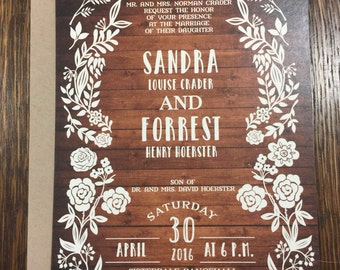 MR. AND MRS. NORMAN CRADER
REQUEST THE HONOR
OF YOUR PRESENCE
AT THE MARRIAGE
OF THEIR DAUGHTER
SANDRA
LOUISE CRADER
AND
FORREST
HENRY HOERSTER
SON OF
DR. AND MRS. DAVID HOERSTER
SATURDAY
APRIL 30 AT 6 P.M.
2016